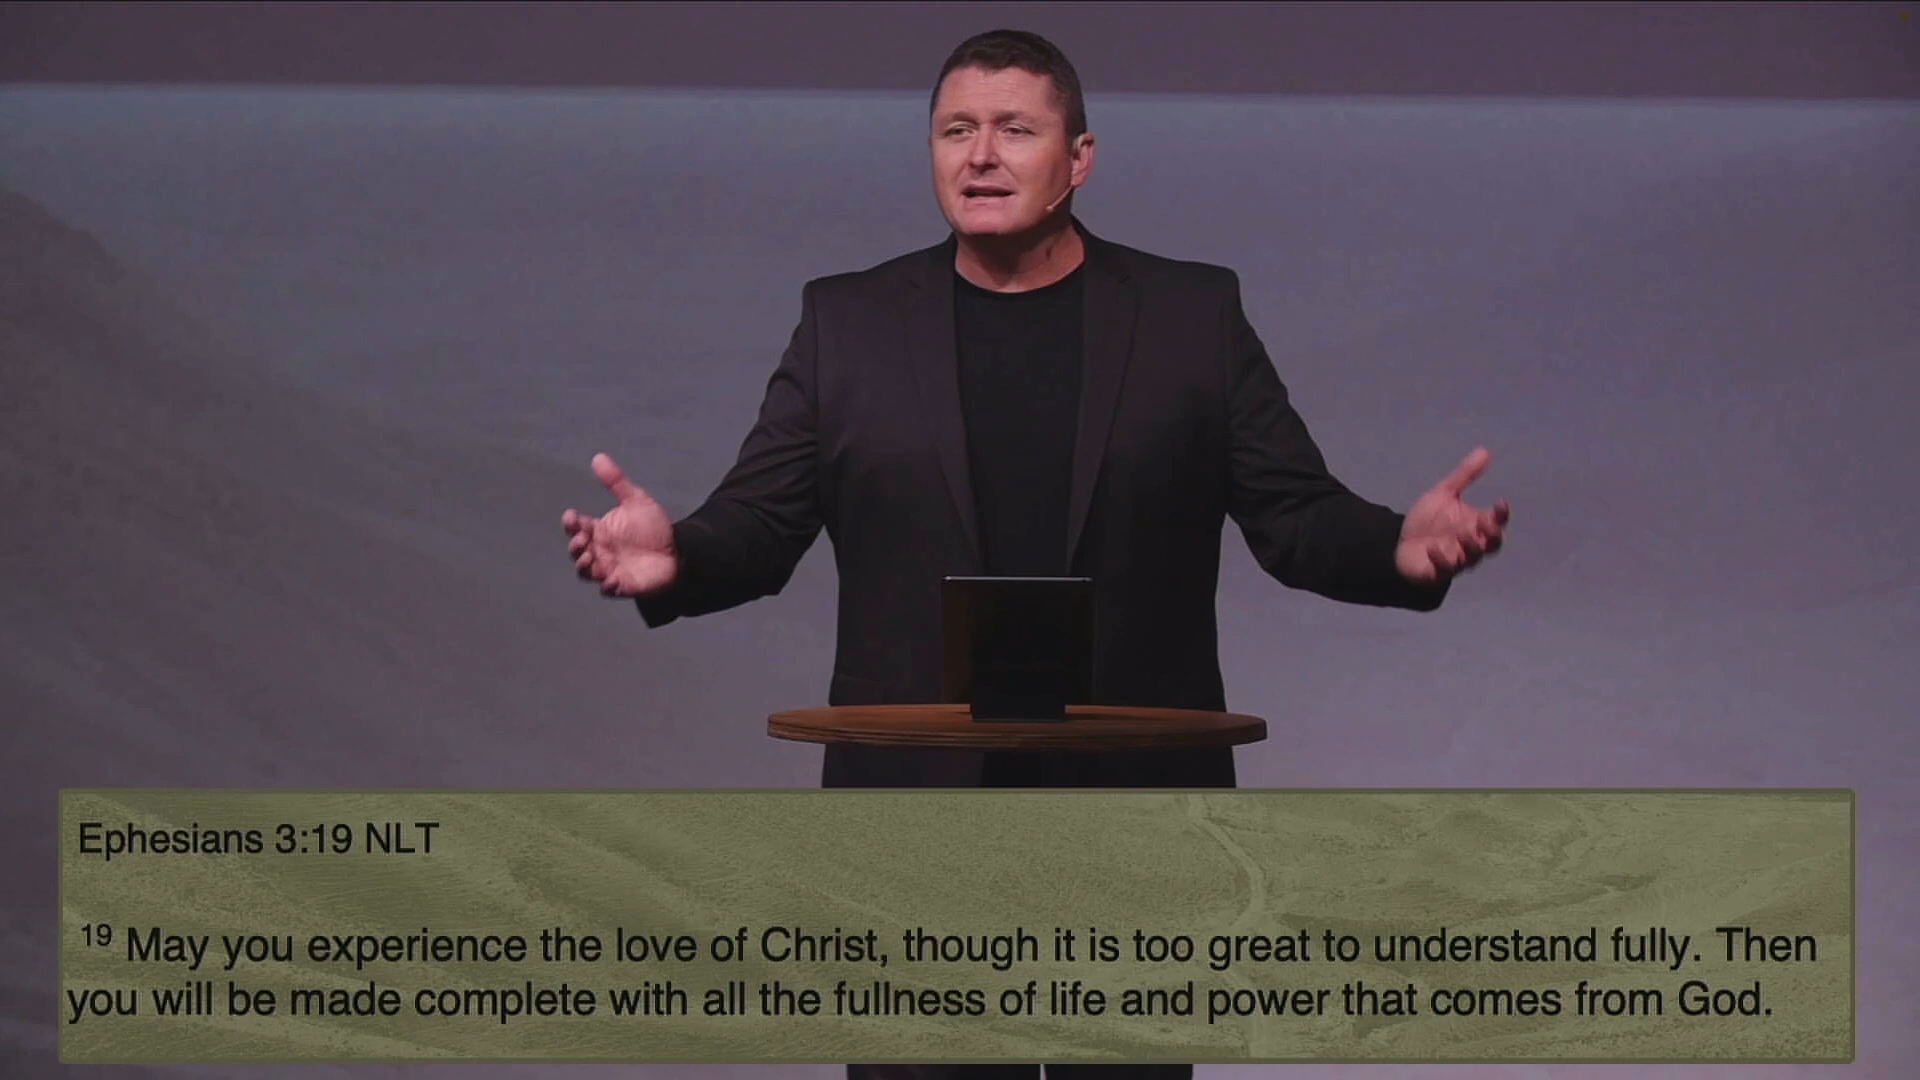 Ephesians 3:19 NLT
19 May you experience the love of Christ, though it is too great to understand fully. Then
you will be made complete with all the fullness of life and power that comes from God.